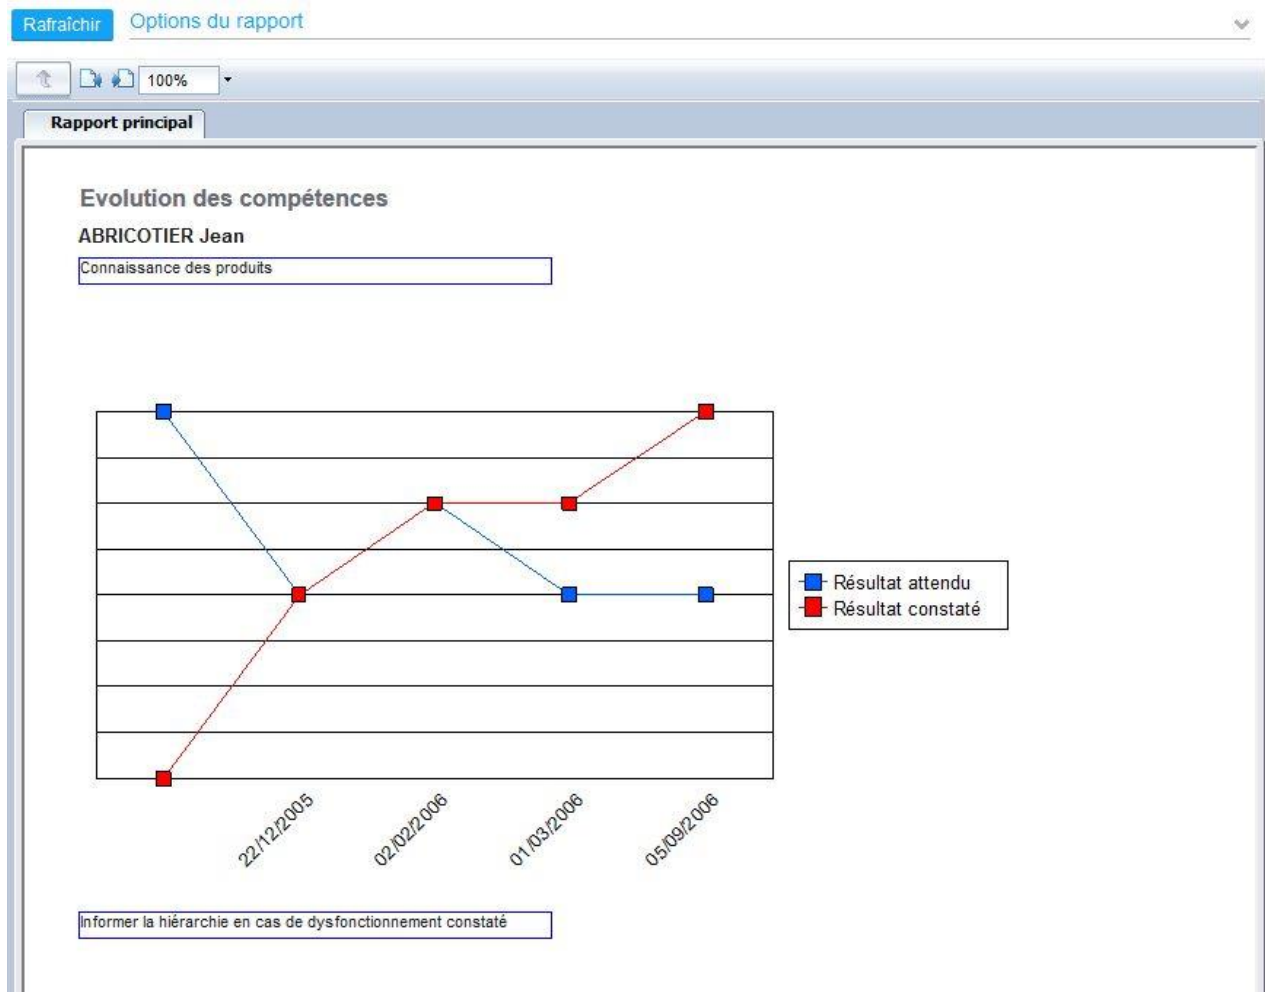 Rafraîchir Options du rapport
100%
Rapport principal
Evolution des compétences
ABRICOTIER Jean
Connaissance des produits
Résultat attendu
Résultat constaté
22/12/2005 02/02/2006 01/03/2006 05/09/2006
Informer la hiérarchie en cas de dysfonctionnement constaté